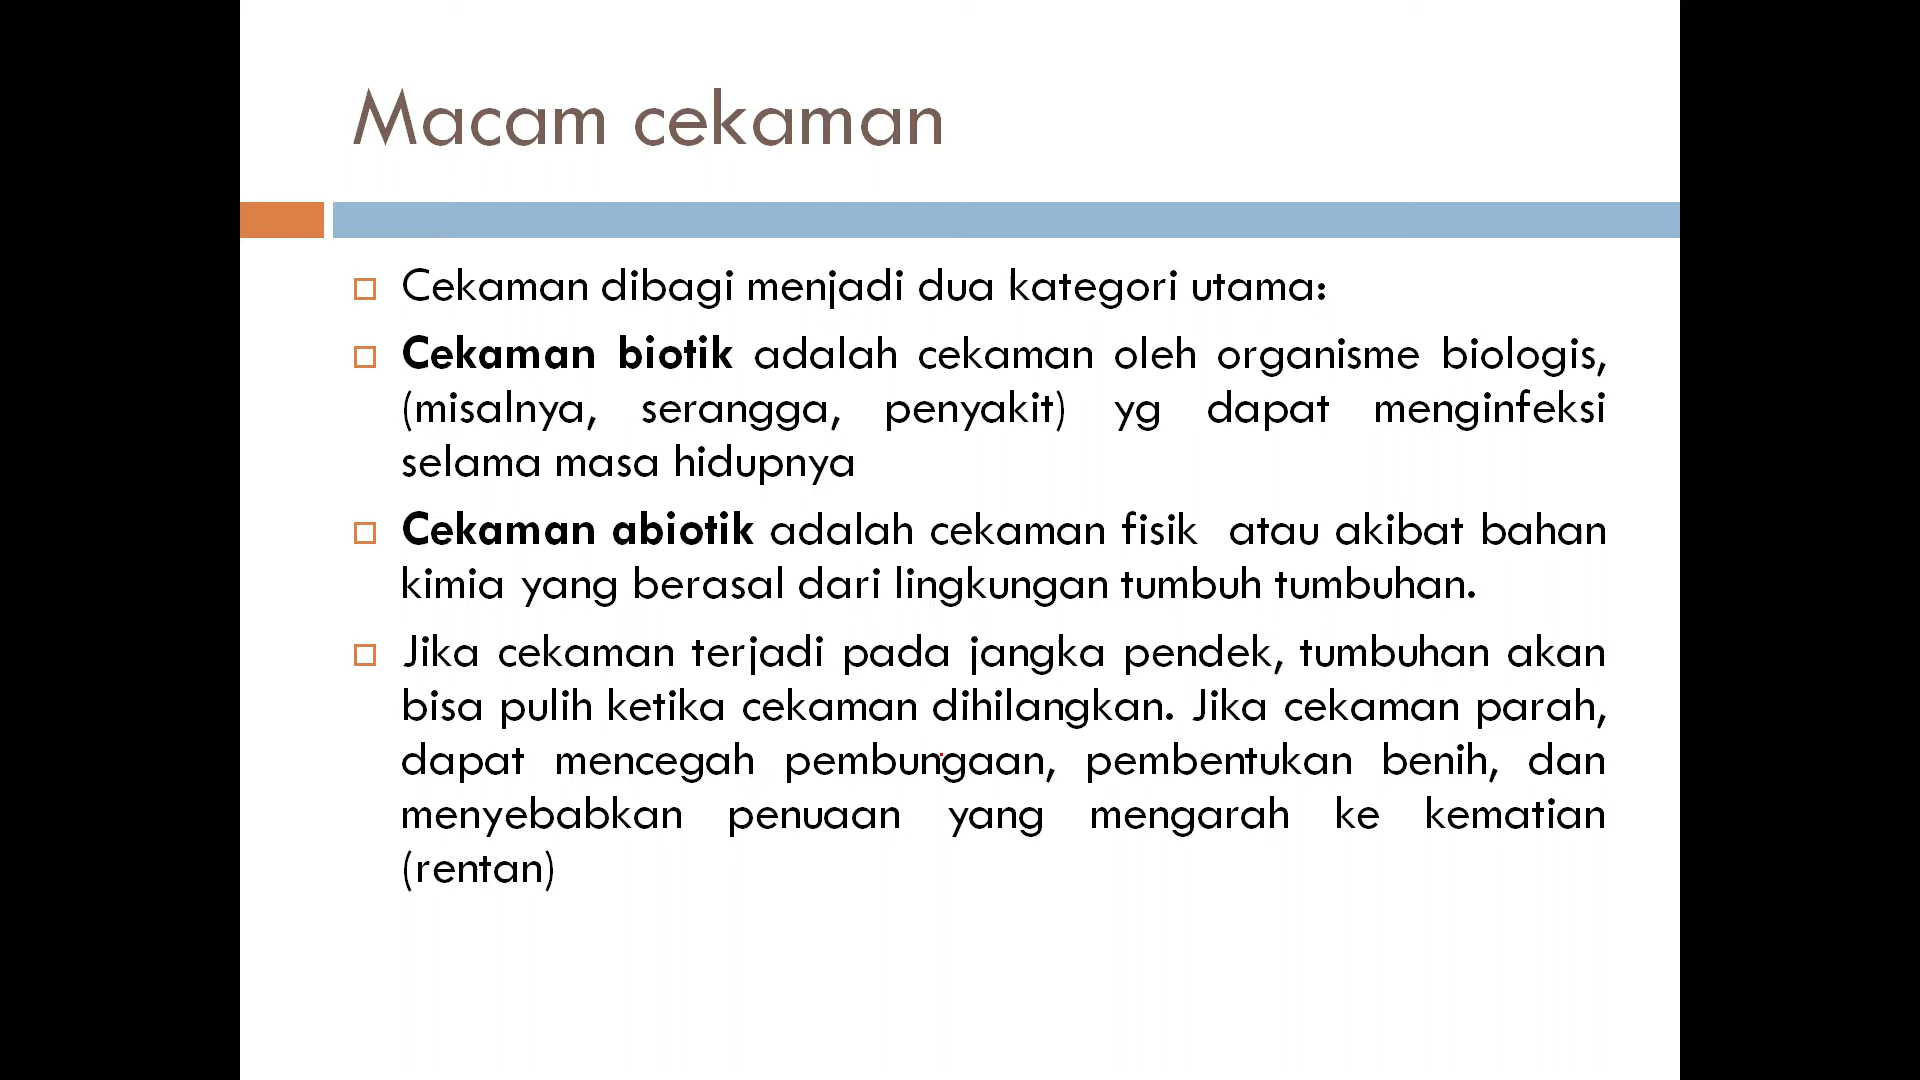 Macam cekaman
Cekaman dibagi menjadi dua kategori utama:
Cekaman biotik adalah cekaman oleh organisme biologis,
(misalnya, serangga, penyakit) yg dapat menginfeksi
selama masa hidupnya
Cekaman abiotik adalah cekaman fisik atau akibat bahan
kimia yang berasal dari lingkungan tumbuh tumbuhan.
Jika cekaman terjadi pada jangka pendek, tumbuhan akan
bisa pulih ketika cekaman dihilangkan. Jika cekaman parah,
dapat mencegah pembungaan, pembentukan benih, dan
menyebabkan penuaan yang mengarah ke kematian
(rentan)